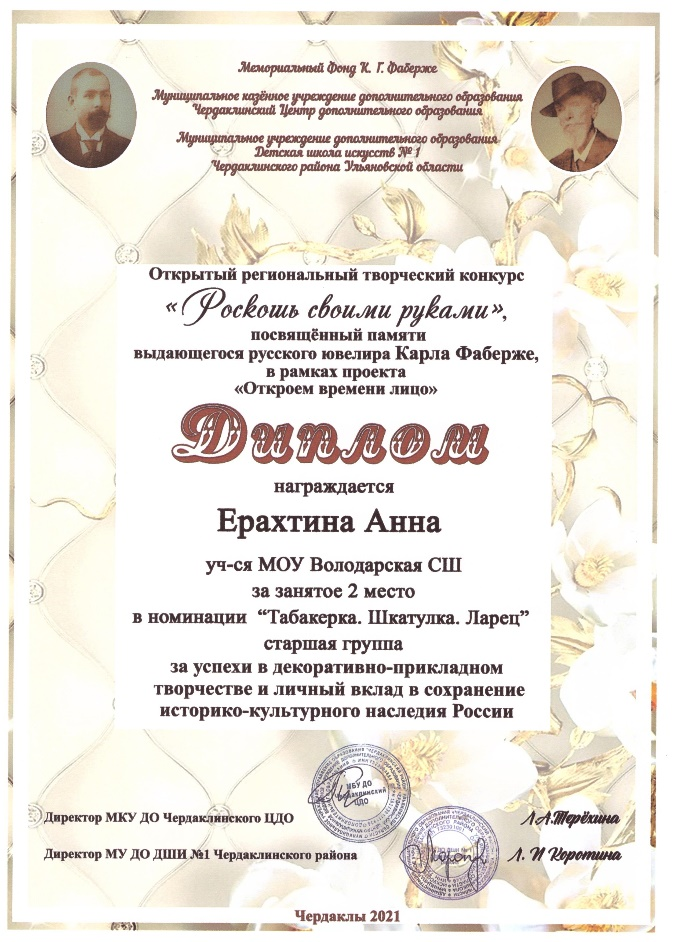 Мемориальный Фонд К. Г. Фаберже
Муниципальное казённое учреждение дополнительного образования
Чердаклинский Центр дополнительного образования
Муниципальное учреждение дополнительного образования
Детская школа искусств № 1
Чердаклинского района Ульяновской области
Открытый региональный творческий конкурс
«Роскошь своими руками»,
посвящённый памяти
выдающегося русского ювелира Карла Фаберже,
в рамках проекта
«Откроем времени лицо»
Диплом
награждается
Ерахтина Анна
уч-ся МОУ Володарская СШ
за занятое 2 место
в номинации “Табакерка. Шкатулка. Ларец”
старшая группа
за успехи в декоративно-прикладном
творчестве и личный вклад в сохранение
историко-культурного наследия России
МБУ ДО
ЦДО
Директор МКУ ДО Чердаклинского ЦДО
Л.А.Терёхина
Директор МУ ДО ДШИ №1 Чердаклинского района
Л. И Коротина
Чердаклы 2021